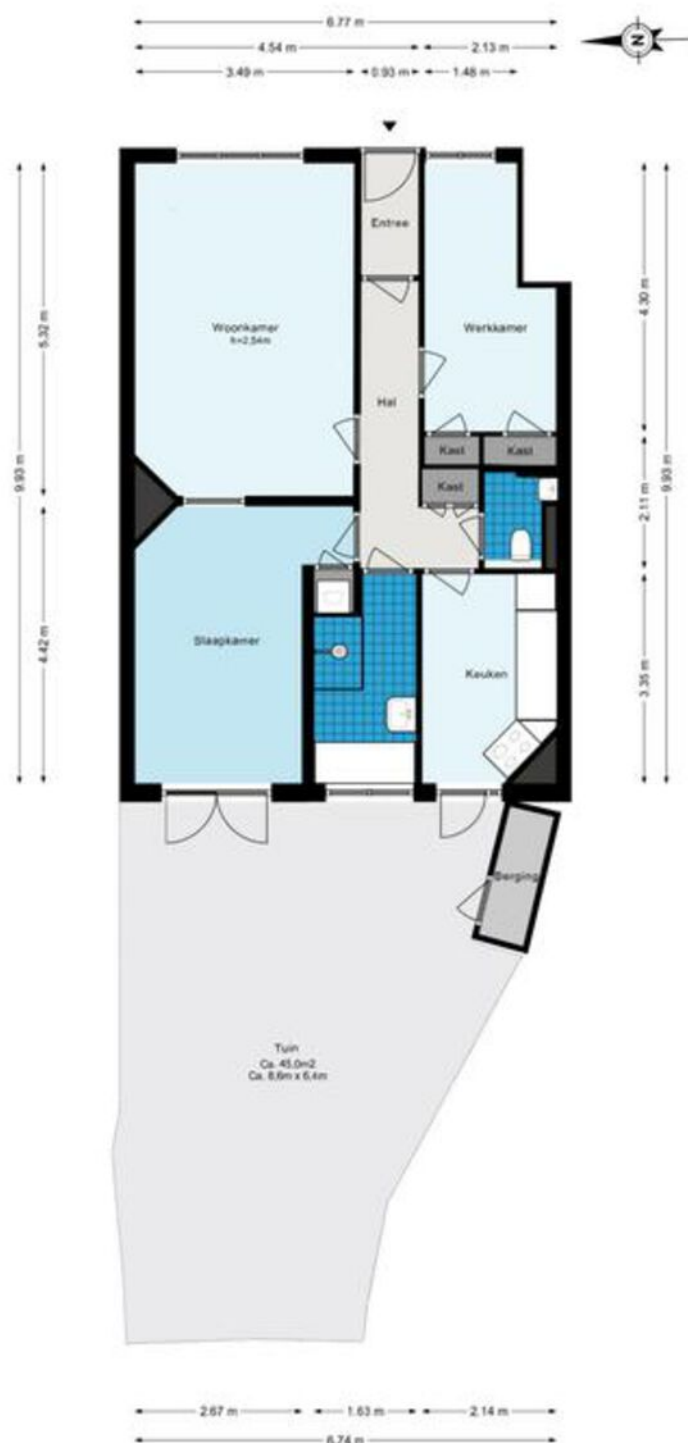 6.77 m
4.54 m
2.13 m
3.49 m
0.93 m
1.48 m
N
Entree
Woonkamer
h=2,54m
Werkkamer
Hal
Kast
Kast
Kast
Slaapkamer
Keuken
Berging
9.93 m
5.32 m
4.42 m
4.30 m
2.11 m
3.35 m
9.93 m
Tuin
Ca. 45,0m2
Ca. 8,6m x 6,4m
2.67 m
1.63 m
2.14 m
6.74 m